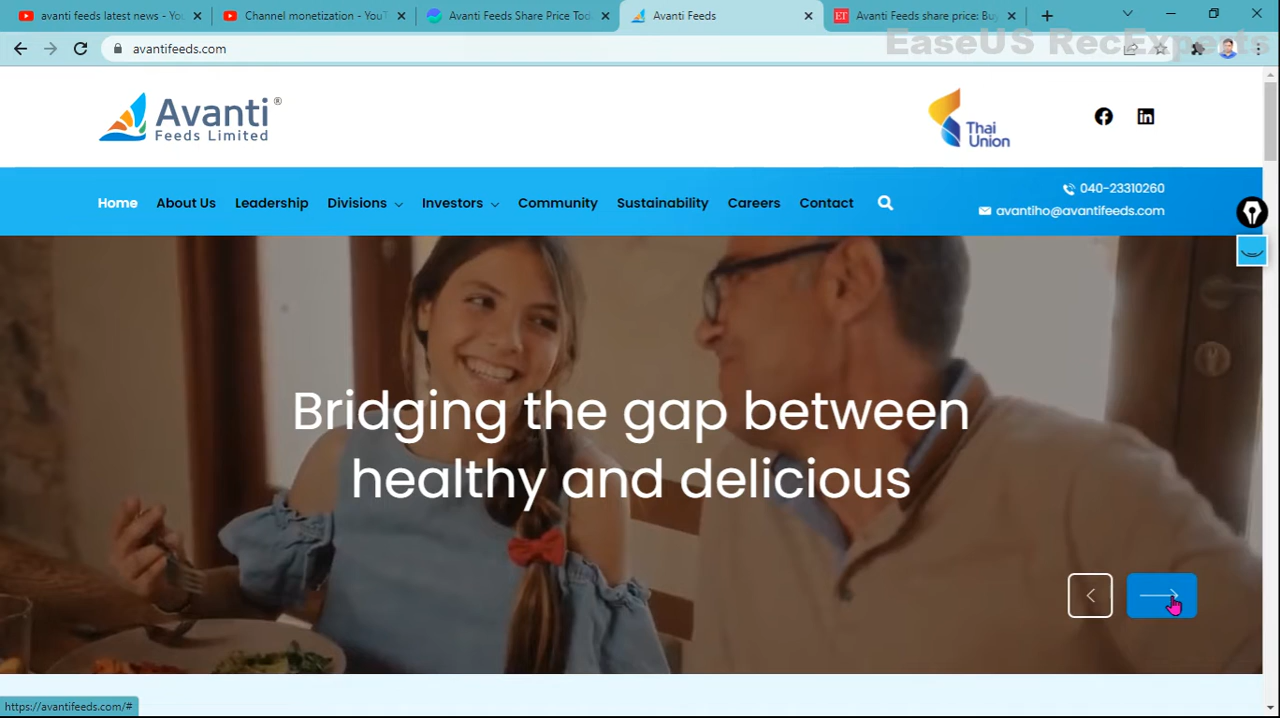 avanti feeds latest news - You
Channel monetization - YouT
Avanti Feeds Share Price Toda
Avanti Feeds
ET
Avanti Feeds share price: Buy
avantifeeds.com
EaseUS RecExperts
Avanti®
Feeds Limited
Thai
Union
Home
About Us
Leadership
Divisions
Investors
Community
Sustainability
Careers
Contact
040-23310260
avantiho@avantifeeds.com
Bridging the gap between
healthy and delicious
https://avantifeeds.com/#